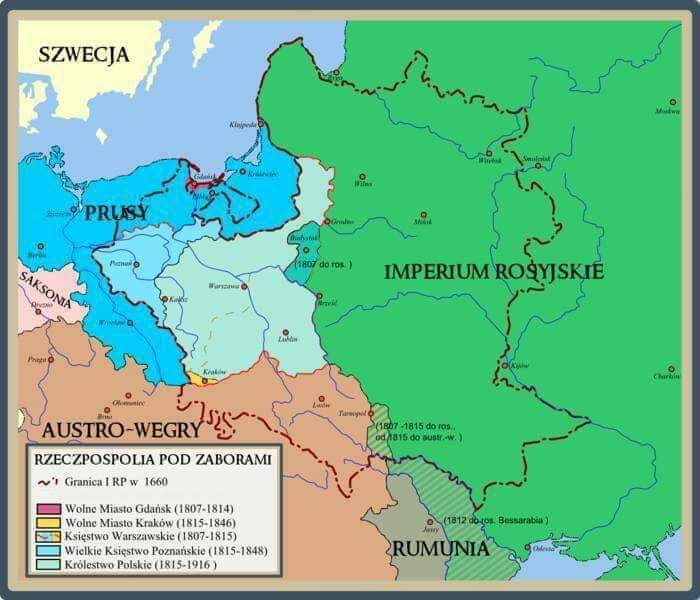 SZWECJA
Ryga
Moskwa
Kłajpeda
Witebsk
Smoleńsk
Gdańsk
Królewiec
Elbląg
Wilno
PRUSY
Szczecin
Grodno
Mińsk
Białystok
Berlin
Poznań
(1807 do ros. )
IMPERIUM ROSYJSKIE
SAKSONIA
Warszawa
Kalisz
Brześć
Drezno
Wrocław
Lublin
Praga
Kraków
Kijów
Charków
Ołomuniec
Lwów
Brno
Tarnopol
AUSTRO-WĘGRY
(1807 -1815 do ros.,
od 1815 do austr.-w. )
RZECZPOSPOLIA POD ZABORAMI
Granica I RP w 1660
Wolne Miasto Gdańsk (1807-1814)
Wolne Miasto Kraków (1815-1846)
Księstwo Warszawskie (1807-1815)
Wielkie Księstwo Poznańskie (1815-1848)
Królestwo Polskie (1815-1916)
(1812 do ros. Bessarabia )
Jassy
RUMUNIA
Odessa